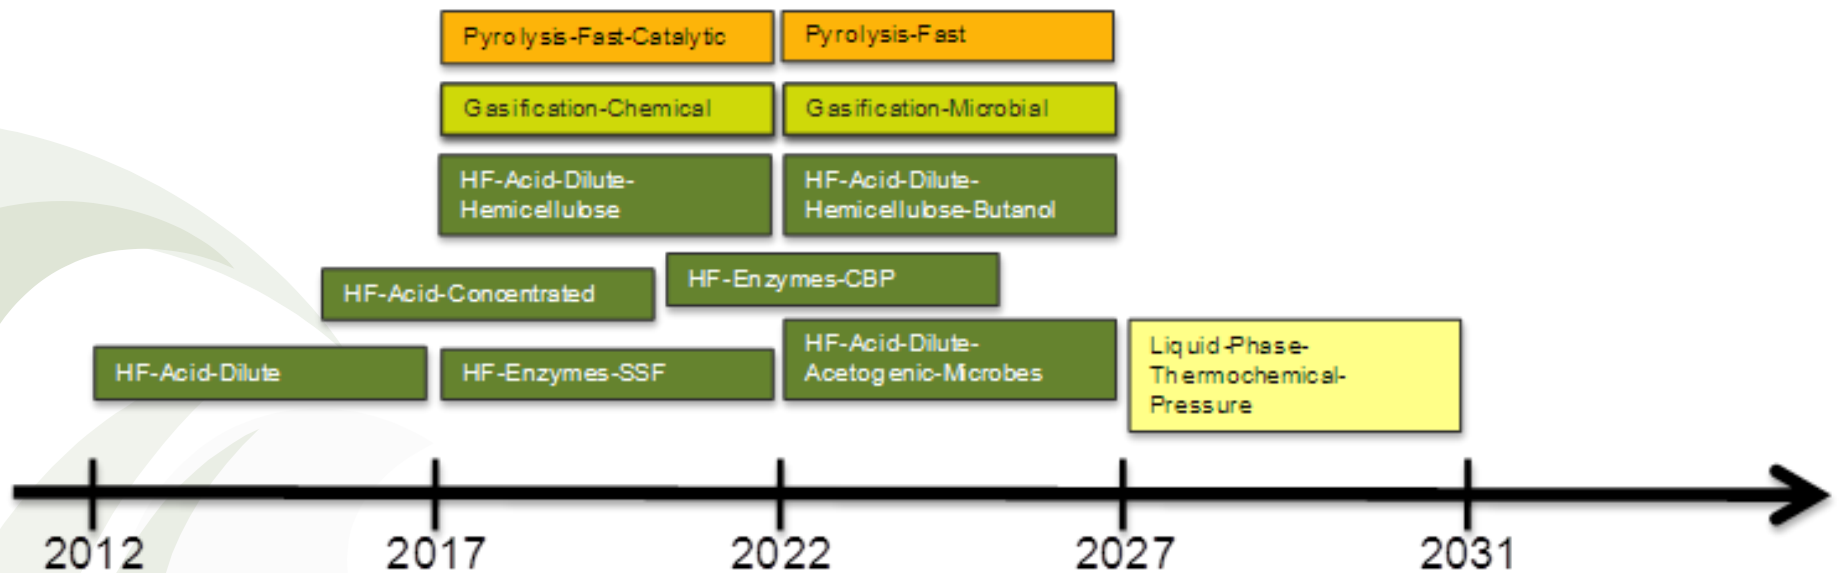 Pyrolysis-Fast-Catalytic
Pyrolysis-Fast
Gasification-Chemical
Gasification-Microbial
HF-Acid-Dilute-
Hemicellulose
HF-Acid-Dilute-
Hemicellulose-Butanol
HF-Acid-Concentrated
HF-Enzymes-CBP
HF-Acid-Dilute
HF-Enzymes-SSF
HF-Acid-Dilute-
Acetogenic-Microbes
Liquid-Phase-
Thermochemical-
Pressure
2012
2017
2022
2027
2031